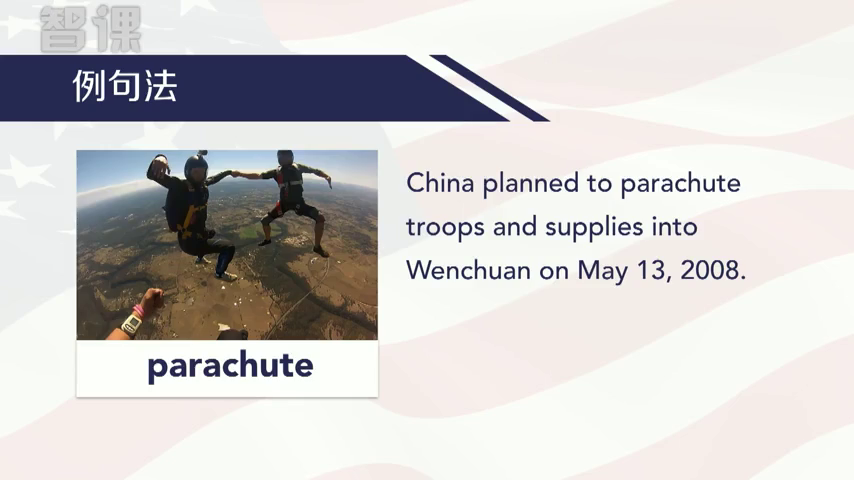 智课
例句法
China planned to parachute
troops and supplies into
Wenchuan on May 13, 2008.
parachute